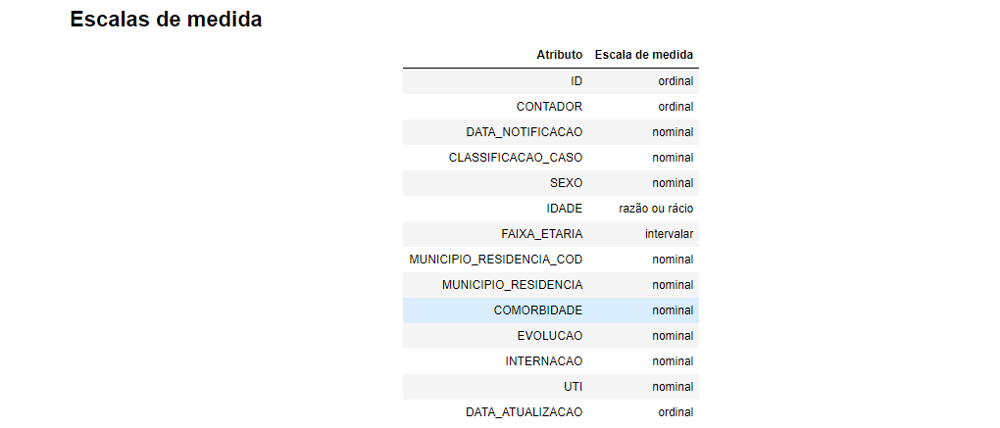 Escalas de medida
Atributo Escala de medida
ID ordinal
CONTADOR ordinal
DATA_NOTIFICACAO nominal
CLASSIFICACAO_CASO nominal
SEXO nominal
IDADE razão ou rácio
FAIXA_ETARIA intervalar
MUNICIPIO_RESIDENCIA_COD nominal
MUNICIPIO_RESIDENCIA nominal
COMORBIDADE nominal
EVOLUCAO nominal
INTERNACAO nominal
UTI nominal
DATA_ATUALIZACAO ordinal